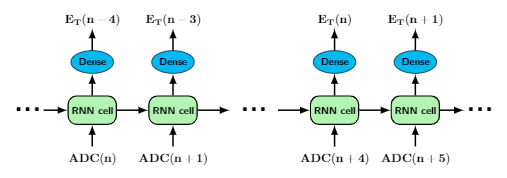 E_T(n − 4) E_T(n − 3) E_T(n) E_T(n + 1)
Dense Dense Dense Dense
... RNN cell RNN cell ... RNN cell RNN cell ...
ADC(n) ADC(n + 1) ADC(n + 4) ADC(n + 5)